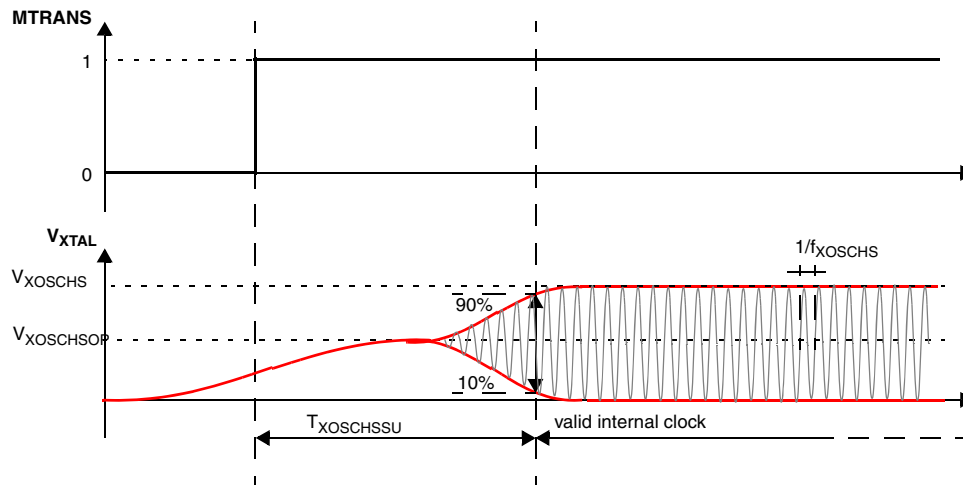 MTRANS
1
0
VXTAL
1/fXOSCHS
VXOSCHS
90%
VXOSCHSOP
10%
TXOSCHSSU
valid internal clock